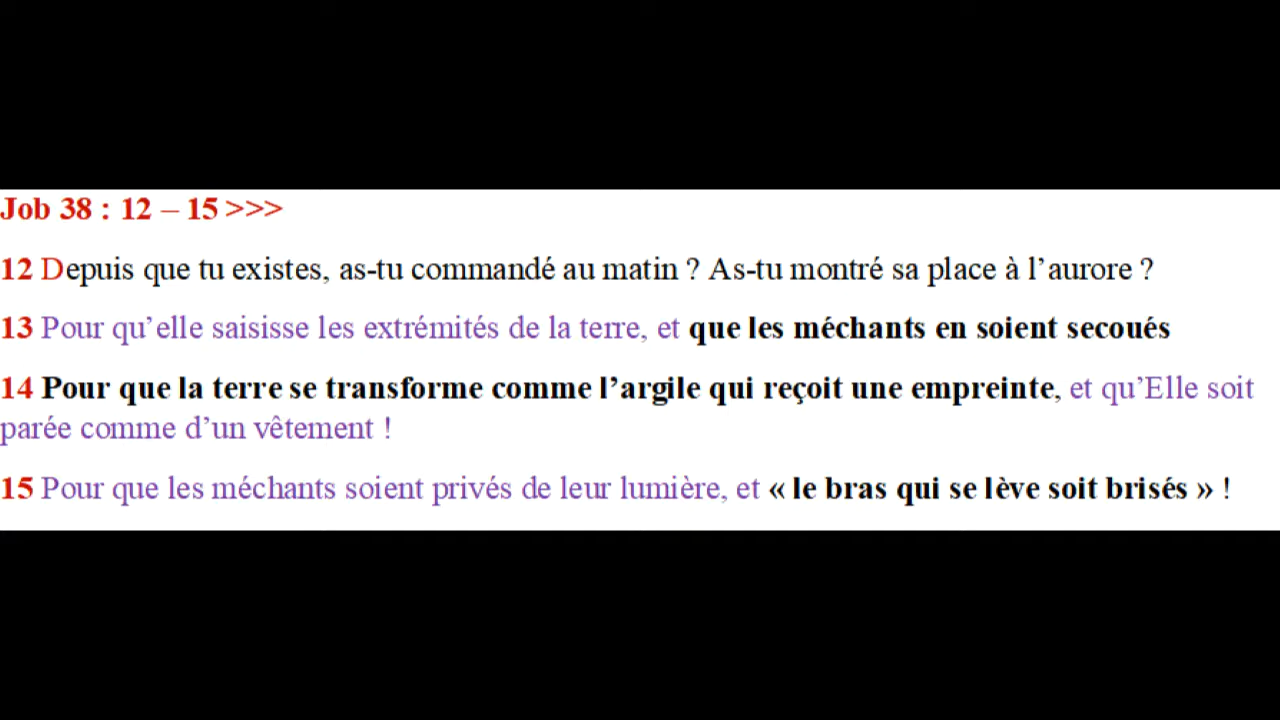 Job 38 : 12 – 15 >>>
12 Depuis que tu existes, as-tu commandé au matin ? As-tu montré sa place à l’aurore ?
13 Pour qu’elle saisisse les extrémités de la terre, et que les méchants en soient secoués
14 Pour que la terre se transforme comme l’argile qui reçoit une empreinte, et qu’Elle soit
parée comme d’un vêtement !
15 Pour que les méchants soient privés de leur lumière, et « le bras qui se lève soit brisés » !